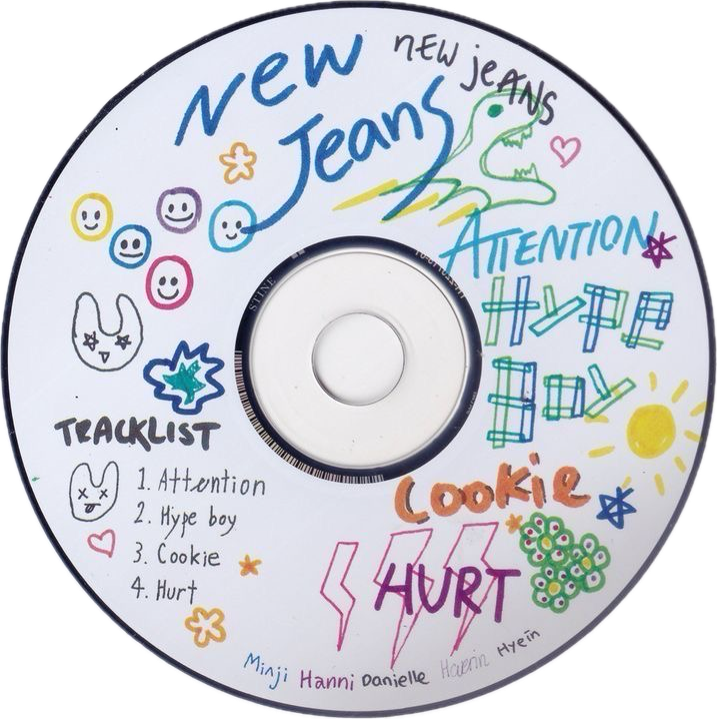 New
Jeans
NEW jeANS
ATTENTION
HYPE
BOY
COOKie
HURT
TRACKLIST
1. Attention
2. Hype boy
3. Cookie
4. Hurt
Minji Hanni Danielle Haerin Hyein